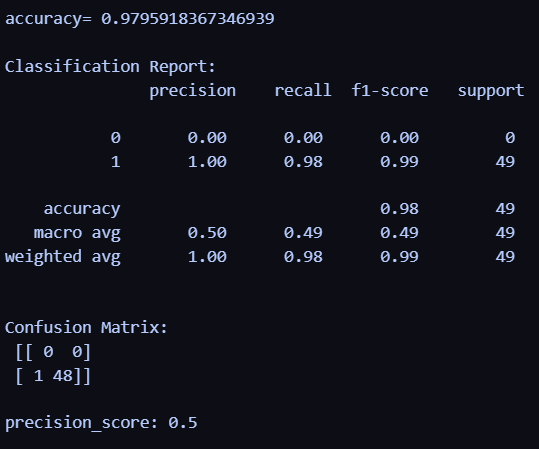 accuracy= 0.9795918367346939
Classification Report:
precision recall f1-score support
0 0.00 0.00 0.00 0
1 1.00 0.98 0.99 49
accuracy 0.98 49
macro avg 0.50 0.49 0.49 49
weighted avg 1.00 0.98 0.99 49
Confusion Matrix:
[[ 0 0]
[ 1 48]]
precision_score: 0.5